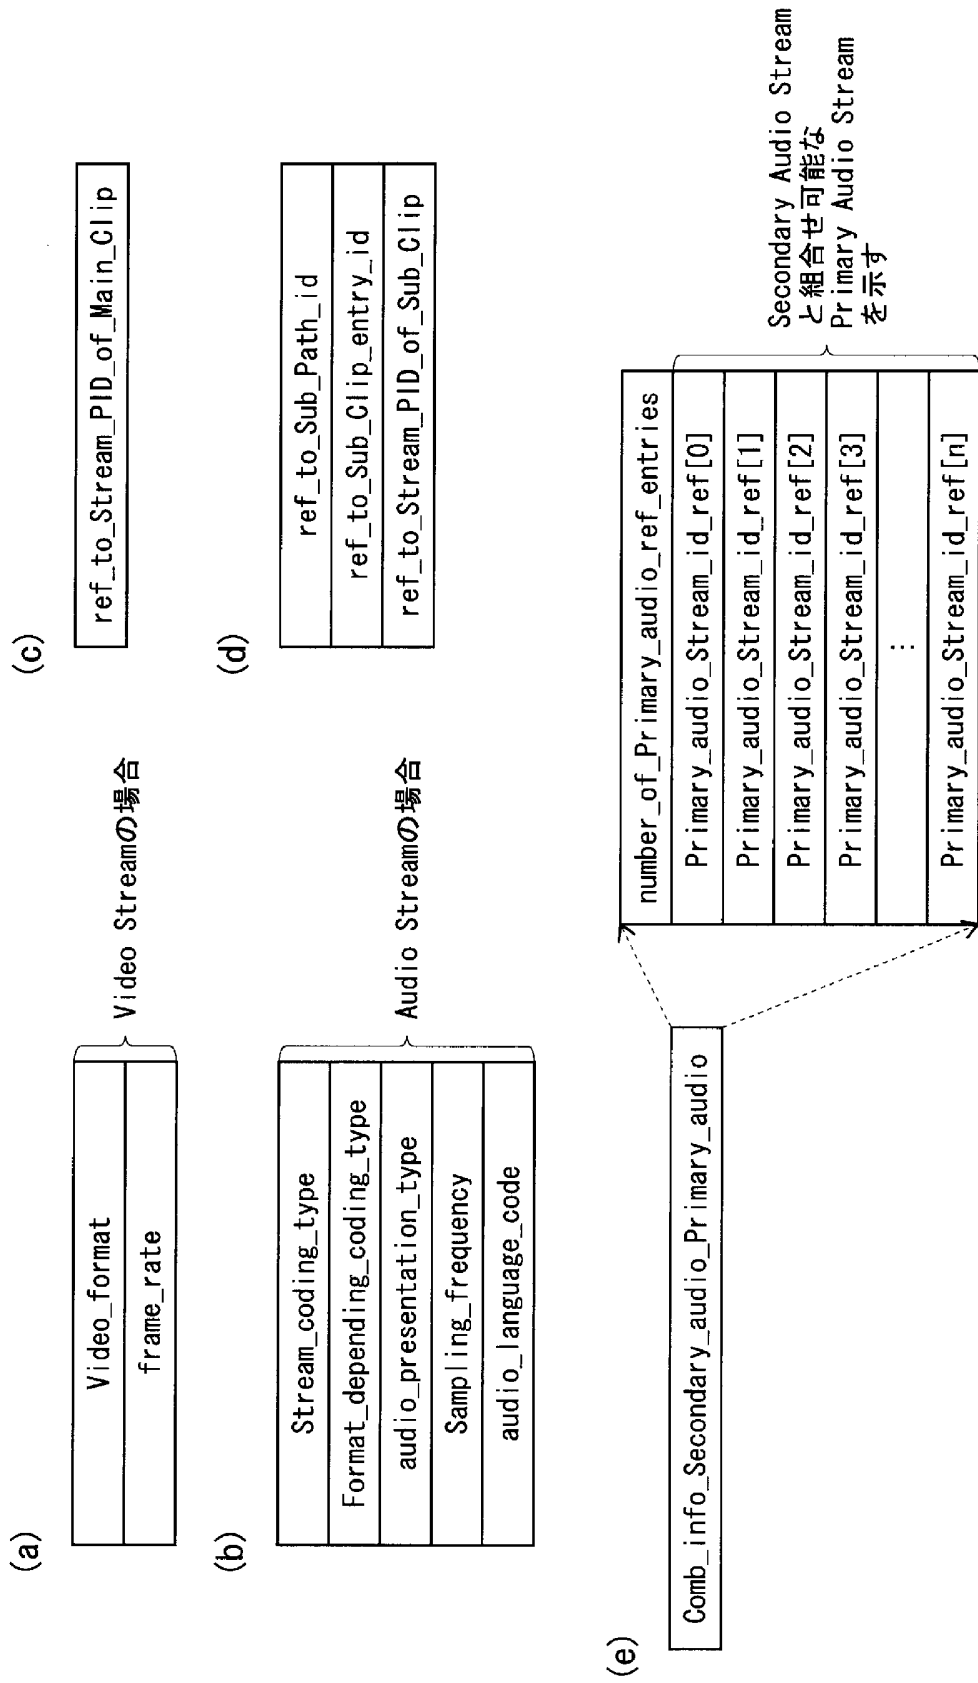 (a)
Video_format
frame_rate
Video Streamの場合
(b)
Stream_coding_type
Format_depending_coding_type
audio_presentation_type
Sampling_frequency
audio_language_code
Audio Streamの場合
(c)
ref_to_Stream_PID_of_Main_Clip
(d)
ref_to_Sub_Path_id
ref_to_Sub_Clip_entry_id
ref_to_Stream_PID_of_Sub_Clip
(e)
Comb_info_Secondary_audio_Primary_audio
number_of_Primary_audio_ref_entries
Primary_audio_Stream_id_ref[0]
Primary_audio_Stream_id_ref[1]
Primary_audio_Stream_id_ref[2]
Primary_audio_Stream_id_ref[3]
⋮
Primary_audio_Stream_id_ref[n]
Secondary Audio Stream
と組合せ可能な
Primary Audio Stream
を示す